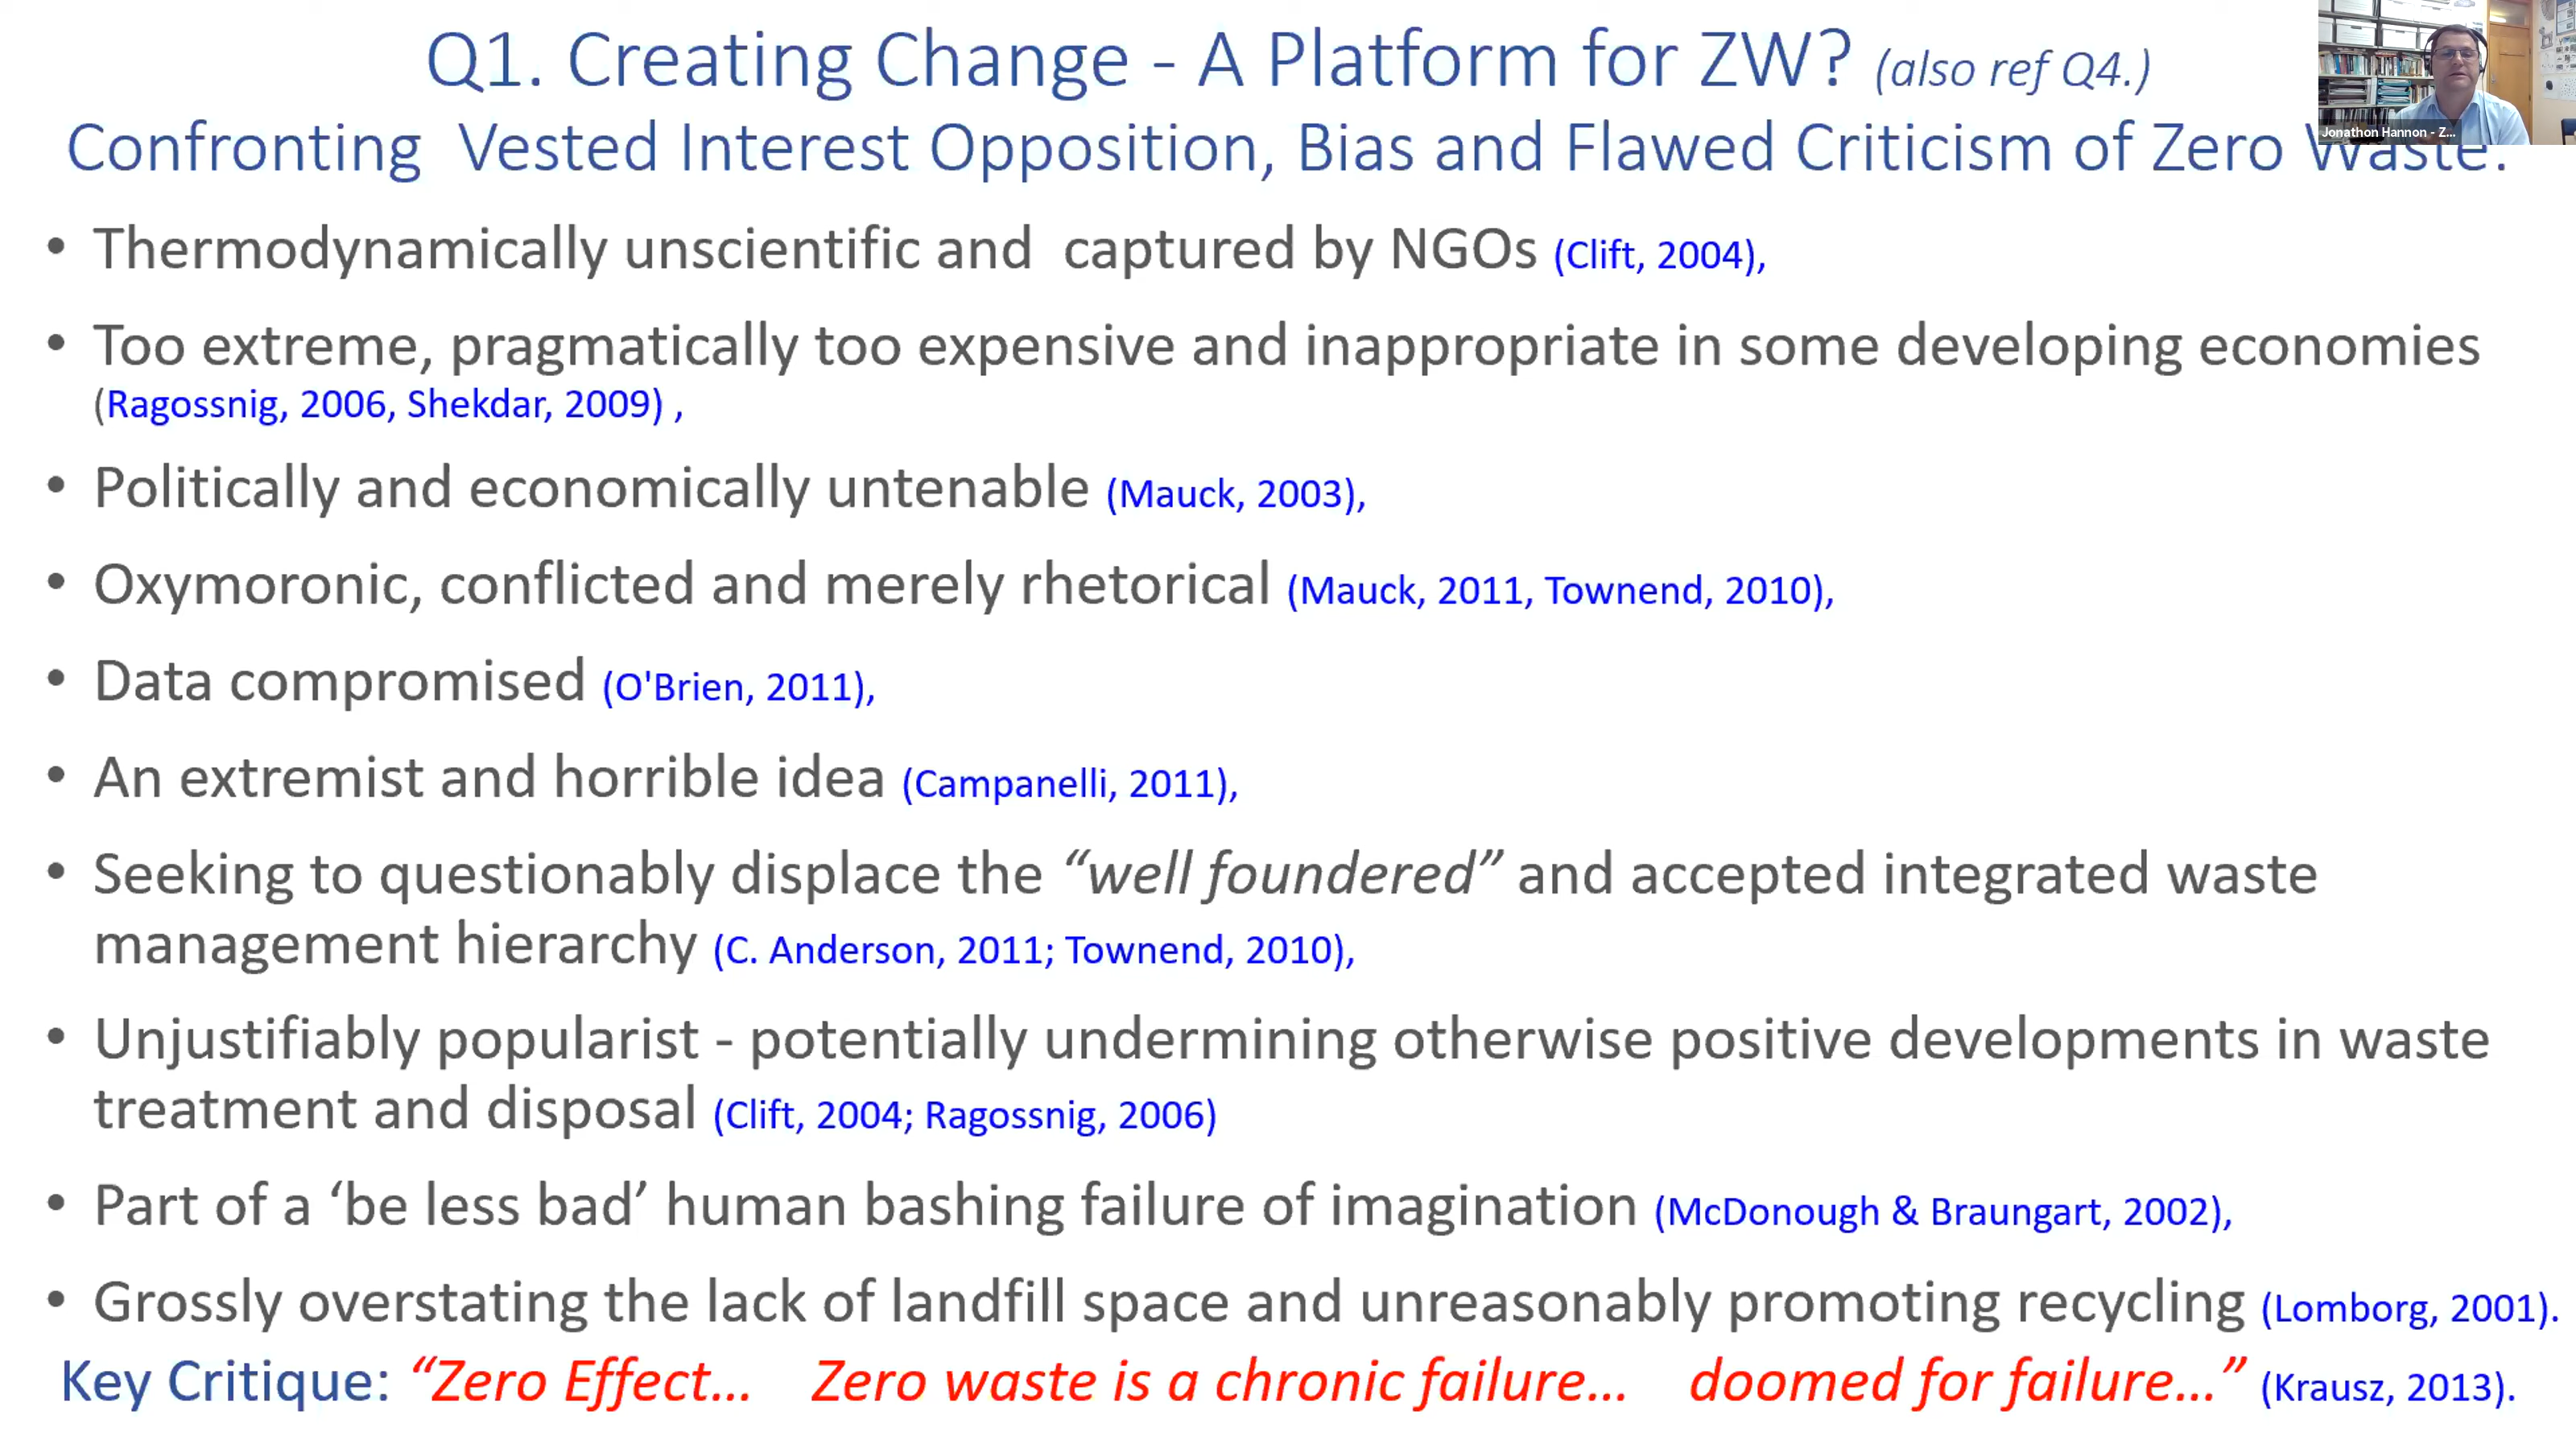 Q1. Creating Change - A Platform for ZW? (also ref Q4.)
Jonathon Hannon - Z...
Confronting  Vested Interest Opposition, Bias and Flawed Criticism of Zero Waste.
• Thermodynamically unscientific and  captured by NGOs (Clift, 2004),
• Too extreme, pragmatically too expensive and inappropriate in some developing economies
(Ragossnig, 2006, Shekdar, 2009) ,
• Politically and economically untenable (Mauck, 2003),
• Oxymoronic, conflicted and merely rhetorical (Mauck, 2011, Townend, 2010),
• Data compromised (O'Brien, 2011),
• An extremist and horrible idea (Campanelli, 2011),
• Seeking to questionably displace the “well foundered” and accepted integrated waste
management hierarchy (C. Anderson, 2011; Townend, 2010),
• Unjustifiably popularist - potentially undermining otherwise positive developments in waste
treatment and disposal (Clift, 2004; Ragossnig, 2006)
• Part of a ‘be less bad’ human bashing failure of imagination (McDonough & Braungart, 2002),
• Grossly overstating the lack of landfill space and unreasonably promoting recycling (Lomborg, 2001).
Key Critique: “Zero Effect...  Zero waste is a chronic failure...  doomed for failure...” (Krausz, 2013).